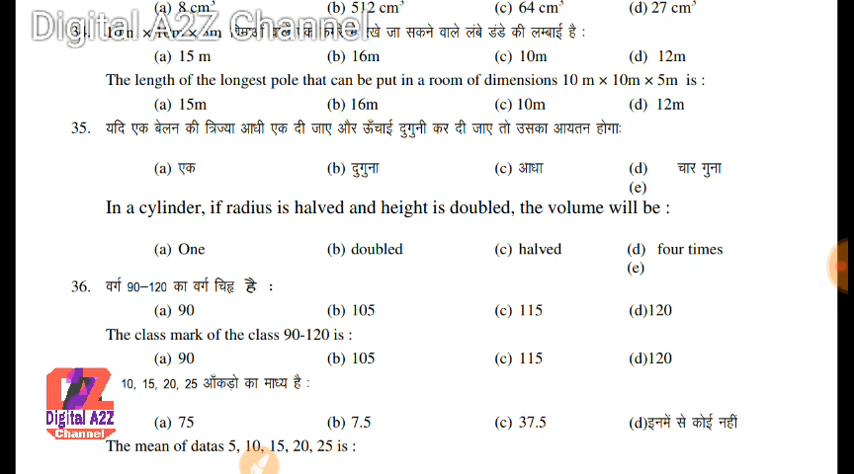 (a) 8 cm³ (b) 512 cm³ (c) 64 cm³ (d) 27 cm³
Digital A2Z Channel
जा सकने वाले लंबे डंडे की लम्बाई है :
(a) 15 m (b) 16m (c) 10m (d) 12m
The length of the longest pole that can be put in a room of dimensions 10 m × 10m × 5m is :
(a) 15m (b) 16m (c) 10m (d) 12m
35. यदि एक बेलन की त्रिज्या आधी एक दी जाए और ऊँचाई दुगुनी कर दी जाए तो उसका आयतन होगाः
(a) एक (b) दुगुना (c) आधा (d) चार गुना
(e)
In a cylinder, if radius is halved and height is doubled, the volume will be :
(a) One (b) doubled (c) halved (d) four times
(e)
36. वर्ग 90–120 का वर्ग चिह्न है :
(a) 90 (b) 105 (c) 115 (d)120
The class mark of the class 90-120 is :
(a) 90 (b) 105 (c) 115 (d)120
10, 15, 20, 25 आँकड़ो का माध्य है :
Digital A2Z
Channel
(a) 75 (b) 7.5 (c) 37.5 (d)इनमें से कोई नहीं
The mean of datas 5, 10, 15, 20, 25 is :